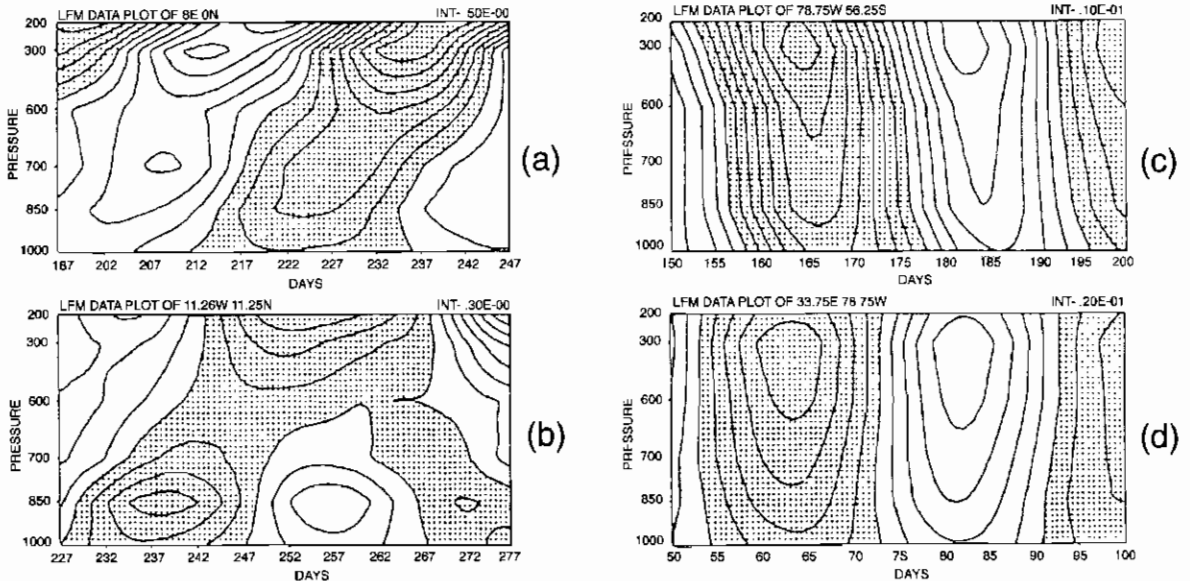 LFM DATA PLOT OF 8E 0N INT- .50E-00
200
300
600
700
850
1000
PRESSURE
167 202 207 212 217 222 227 232 237 242 247
DAYS
(a)
LFM DATA PLOT OF 11.26W 11.25N INT- .30E-00
200
300
600
700
850
1000
PRESSURE
227 232 237 242 247 252 257 262 267 272 277
DAYS
(b)
LFM DATA PLOT OF 78.75W 56.25S INT- .10E-01
200
300
600
700
850
1000
PRESSURE
150 155 160 165 170 175 180 185 190 195 200
DAYS
(c)
LFM DATA PLOT OF 33.75E 78 75W INT- .20E-01
200
300
600
700
850
1000
PRESSURE
50 55 60 65 70 75 80 85 90 95 100
DAYS
(d)